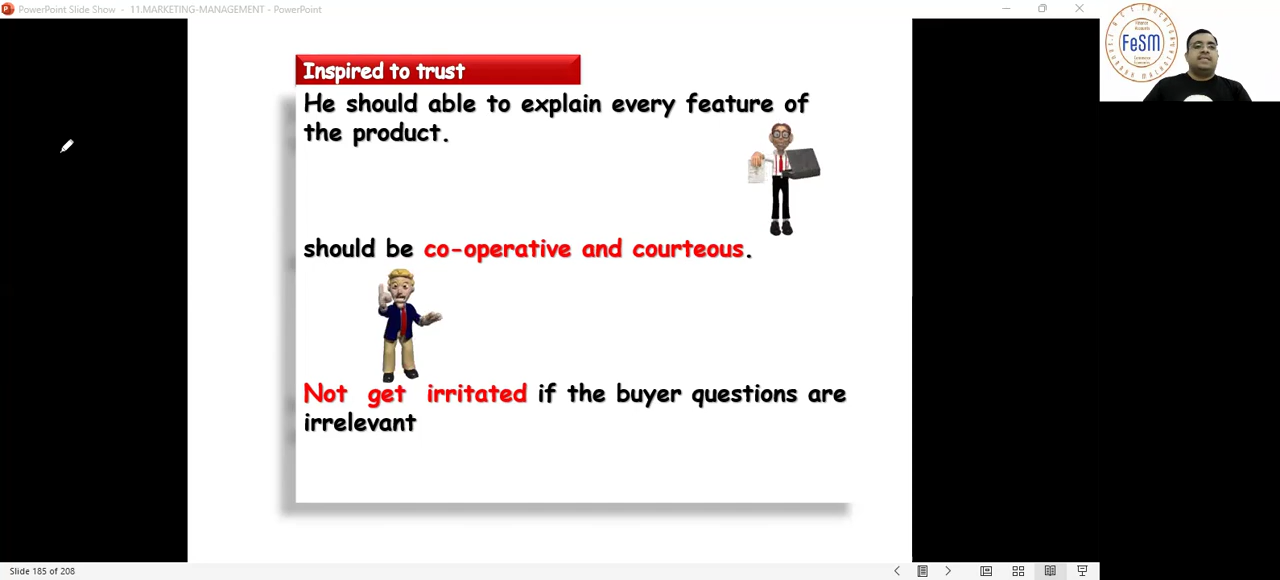 PowerPoint Slide Show - 11.MARKETING-MANAGEMENT - PowerPoint
FeSM
Inspired to trust
He should able to explain every feature of
the product.
should be co-operative and courteous.
Not get irritated if the buyer questions are
irrelevant
Slide 185 of 208